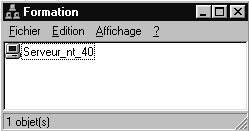 Formation
Fichier Edition Affichage ?
Serveur_nt_40
1 objet(s)